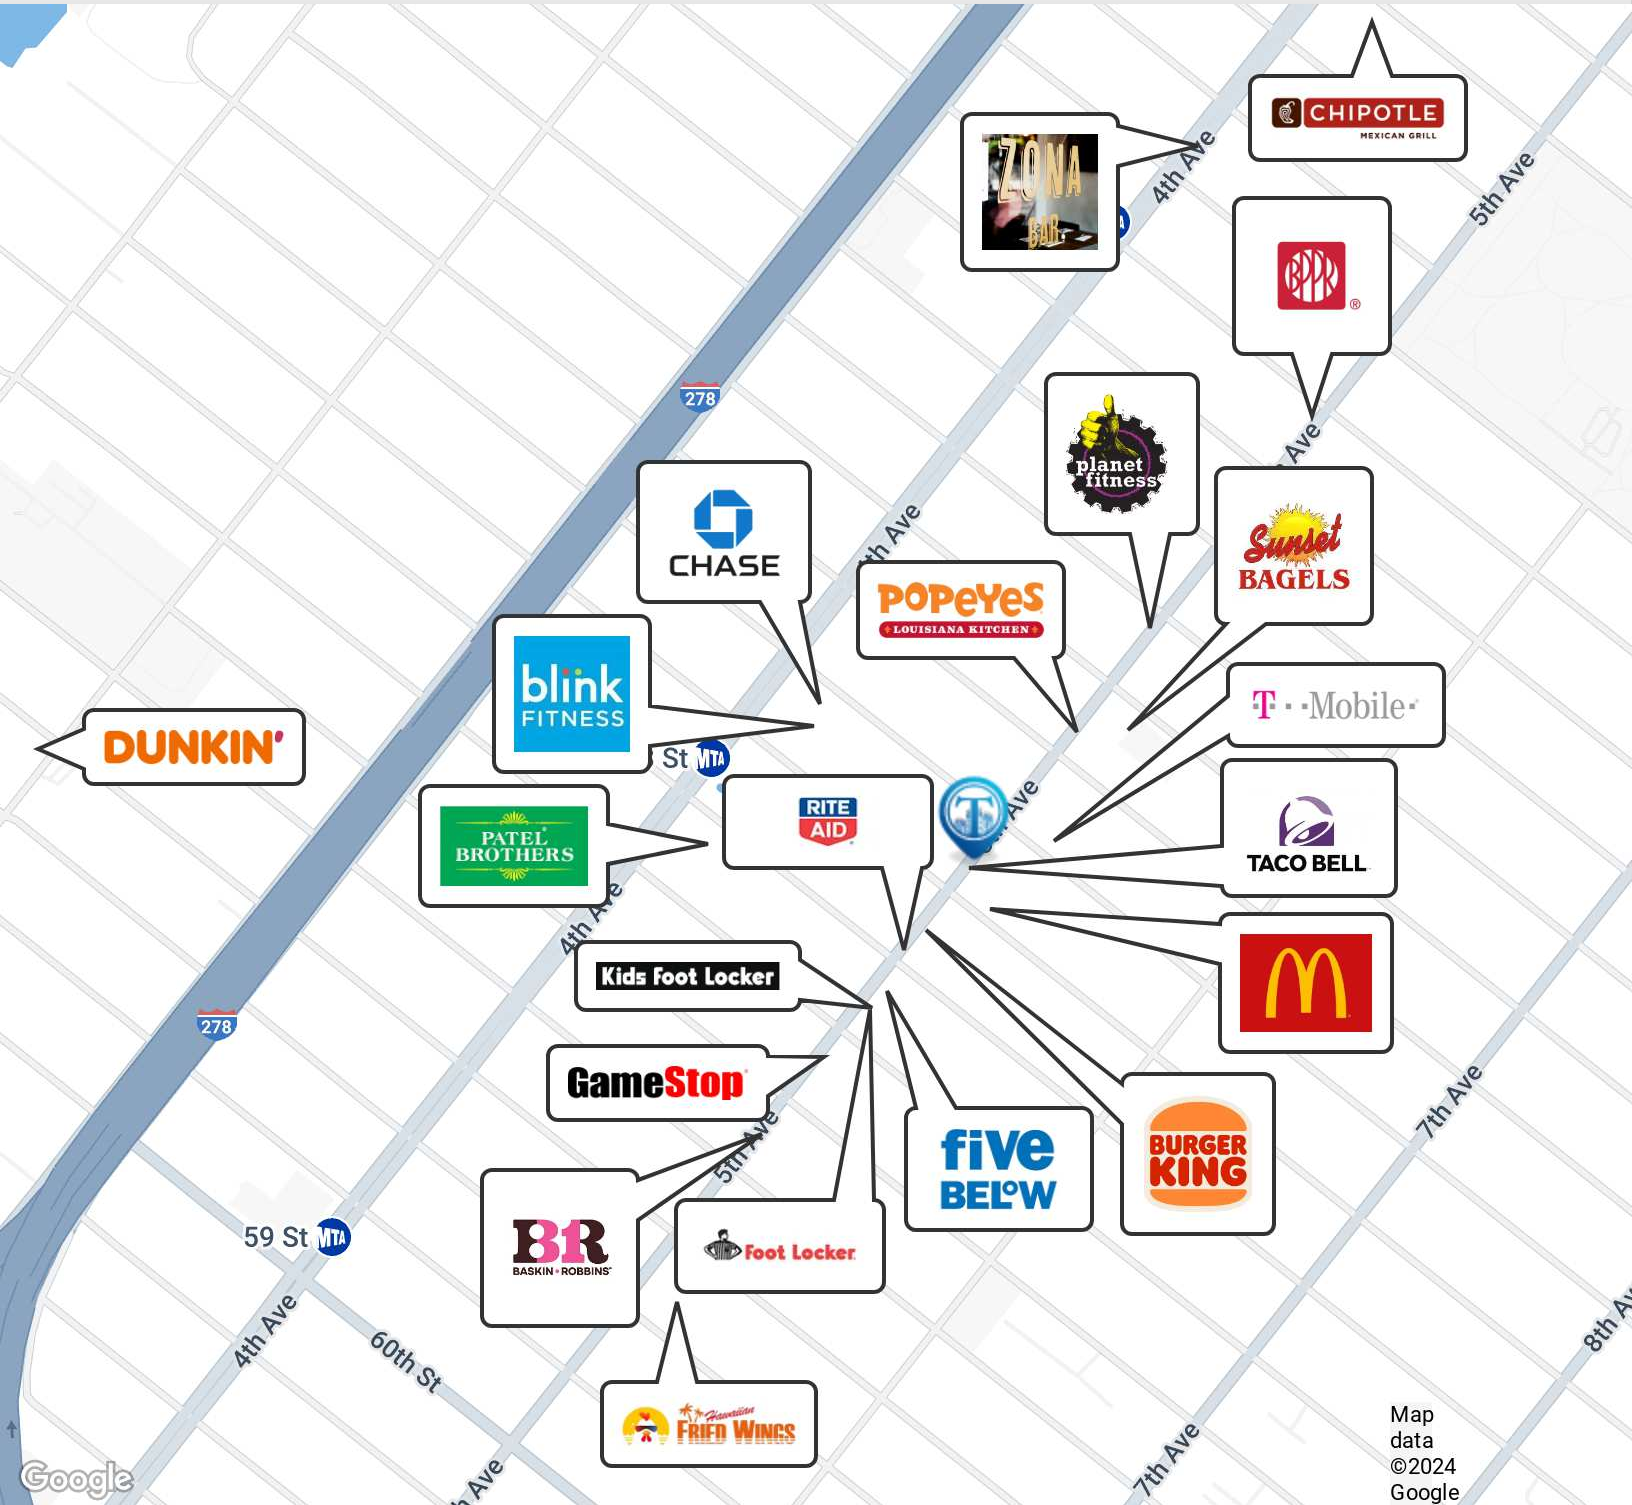 CHIPOTLE
MEXICAN GRILL
4th Ave
ZONA
BAR
5th Ave
BPPR
®
278
planet
fitness
Ave
Sunset
BAGELS
CHASE
4th Ave
POPEYES
LOUISIANA KITCHEN
blink
FITNESS
T··Mobile·
DUNKIN'
St MTA
RITE
AID
T
Ave
TACO BELL
PATEL
BROTHERS
4th Ave
Kids Foot Locker
M
278
GameStop
5th Ave
five
BELOW
BURGER
KING
7th Ave
59 St MTA
BR
BASKIN·ROBBINS
Foot Locker
4th Ave
60th St
8th Av
Hawaiian
FRIED WINGS
7th Ave
h Ave
Google
Map
data
©2024
Google